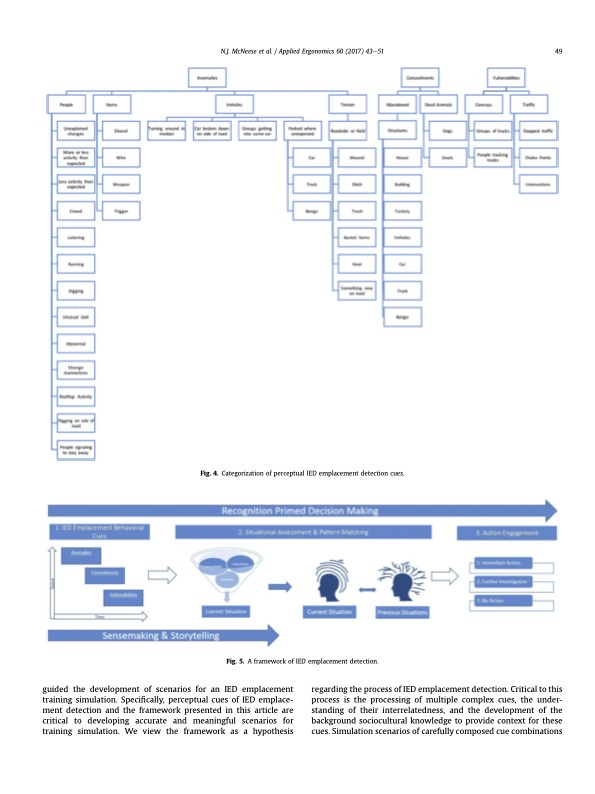 N.J. McNeese et al. / Applied Ergonomics 60 (2017) 43–51
49
Anomalies
Concealments
Vulnerabilities
People
Items
Vehicles
Terrain
Abandoned
Dead Animals
Convoys
Traffic
Unexplained
changes
Shovel
Turning around in
median
Car broken down
on side of road
Groups getting
into same car
Parked where
unexpected
Roadside or field
Structures
Dogs
Groups of trucks
Stopped traffic
More or less
activity than
expected
Wire
Car
Mound
House
Goats
People tracking
trucks
Choke Points
Less activity than
expected
Weapon
Truck
Ditch
Building
Intersections
Crowd
Trigger
Bongo
Trash
Factory
Loitering
Buried Items
Vehicles
Running
Heat
Car
Digging
Something new
on road
Truck
Unusual Gait
Bongo
Abnormal
Strange
mannerisms
Rooftop Activity
Digging on side of
road
People signaling
to stay away
Fig. 4. Categorization of perceptual IED emplacement detection cues.
Recognition Primed Decision Making
1. IED Emplacement Behavioral
Cues
2. Situational Assessment & Pattern Matching
3. Action Engagement
Anomalies
Concealments
Vulnerabilities
Space
Time
Current Situation
Current Situation
Previous Situations
1. Immediate Action
2. Further Investigation
3. No Action
Sensemaking & Storytelling
Fig. 5. A framework of IED emplacement detection.
guided the development of scenarios for an IED emplacement
training simulation. Specifically, perceptual cues of IED emplace-
ment detection and the framework presented in this article are
critical to developing accurate and meaningful scenarios for
training simulation. We view the framework as a hypothesis
regarding the process of IED emplacement detection. Critical to this
process is the processing of multiple complex cues, the under-
standing of their interrelatedness, and the development of the
background sociocultural knowledge to provide context for these
cues. Simulation scenarios of carefully composed cue combinations